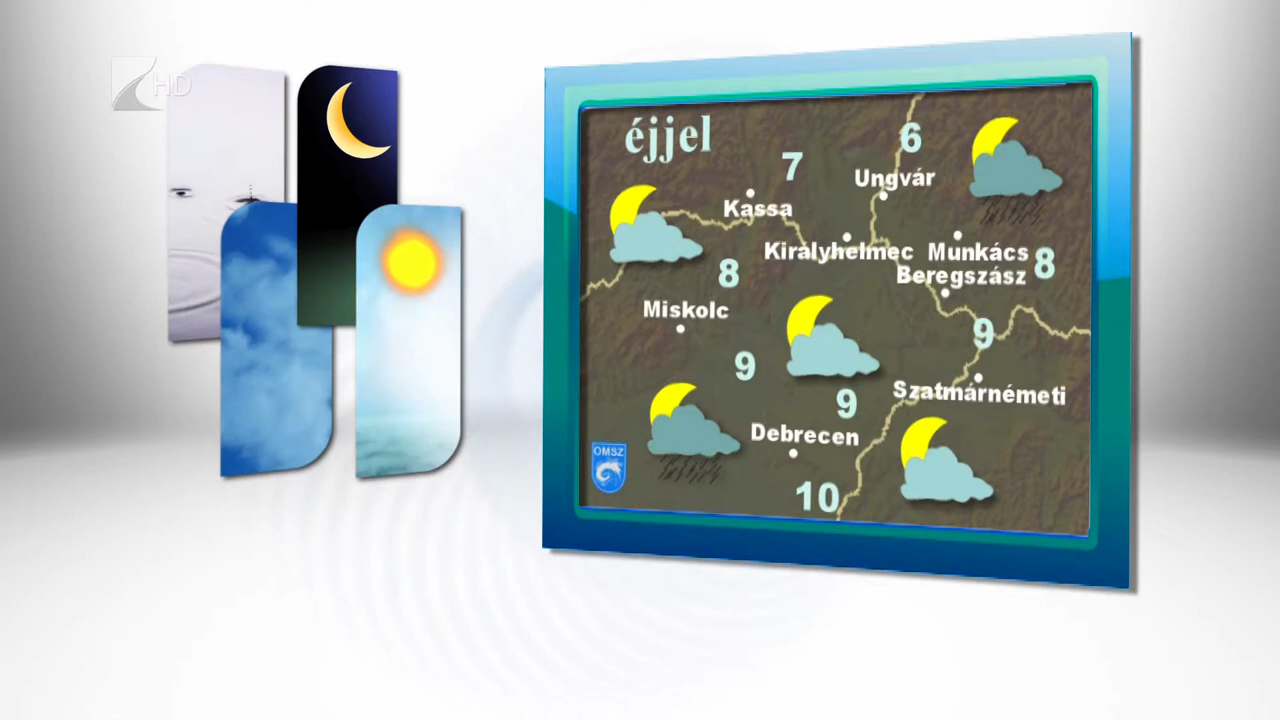 HD
éjjel
7
6
Ungvár
Kassa
Királyhelmec
Munkács
8
Beregszász
8
Miskolc
9
9
Szatmárnémeti
9
Debrecen
OMSZ
10